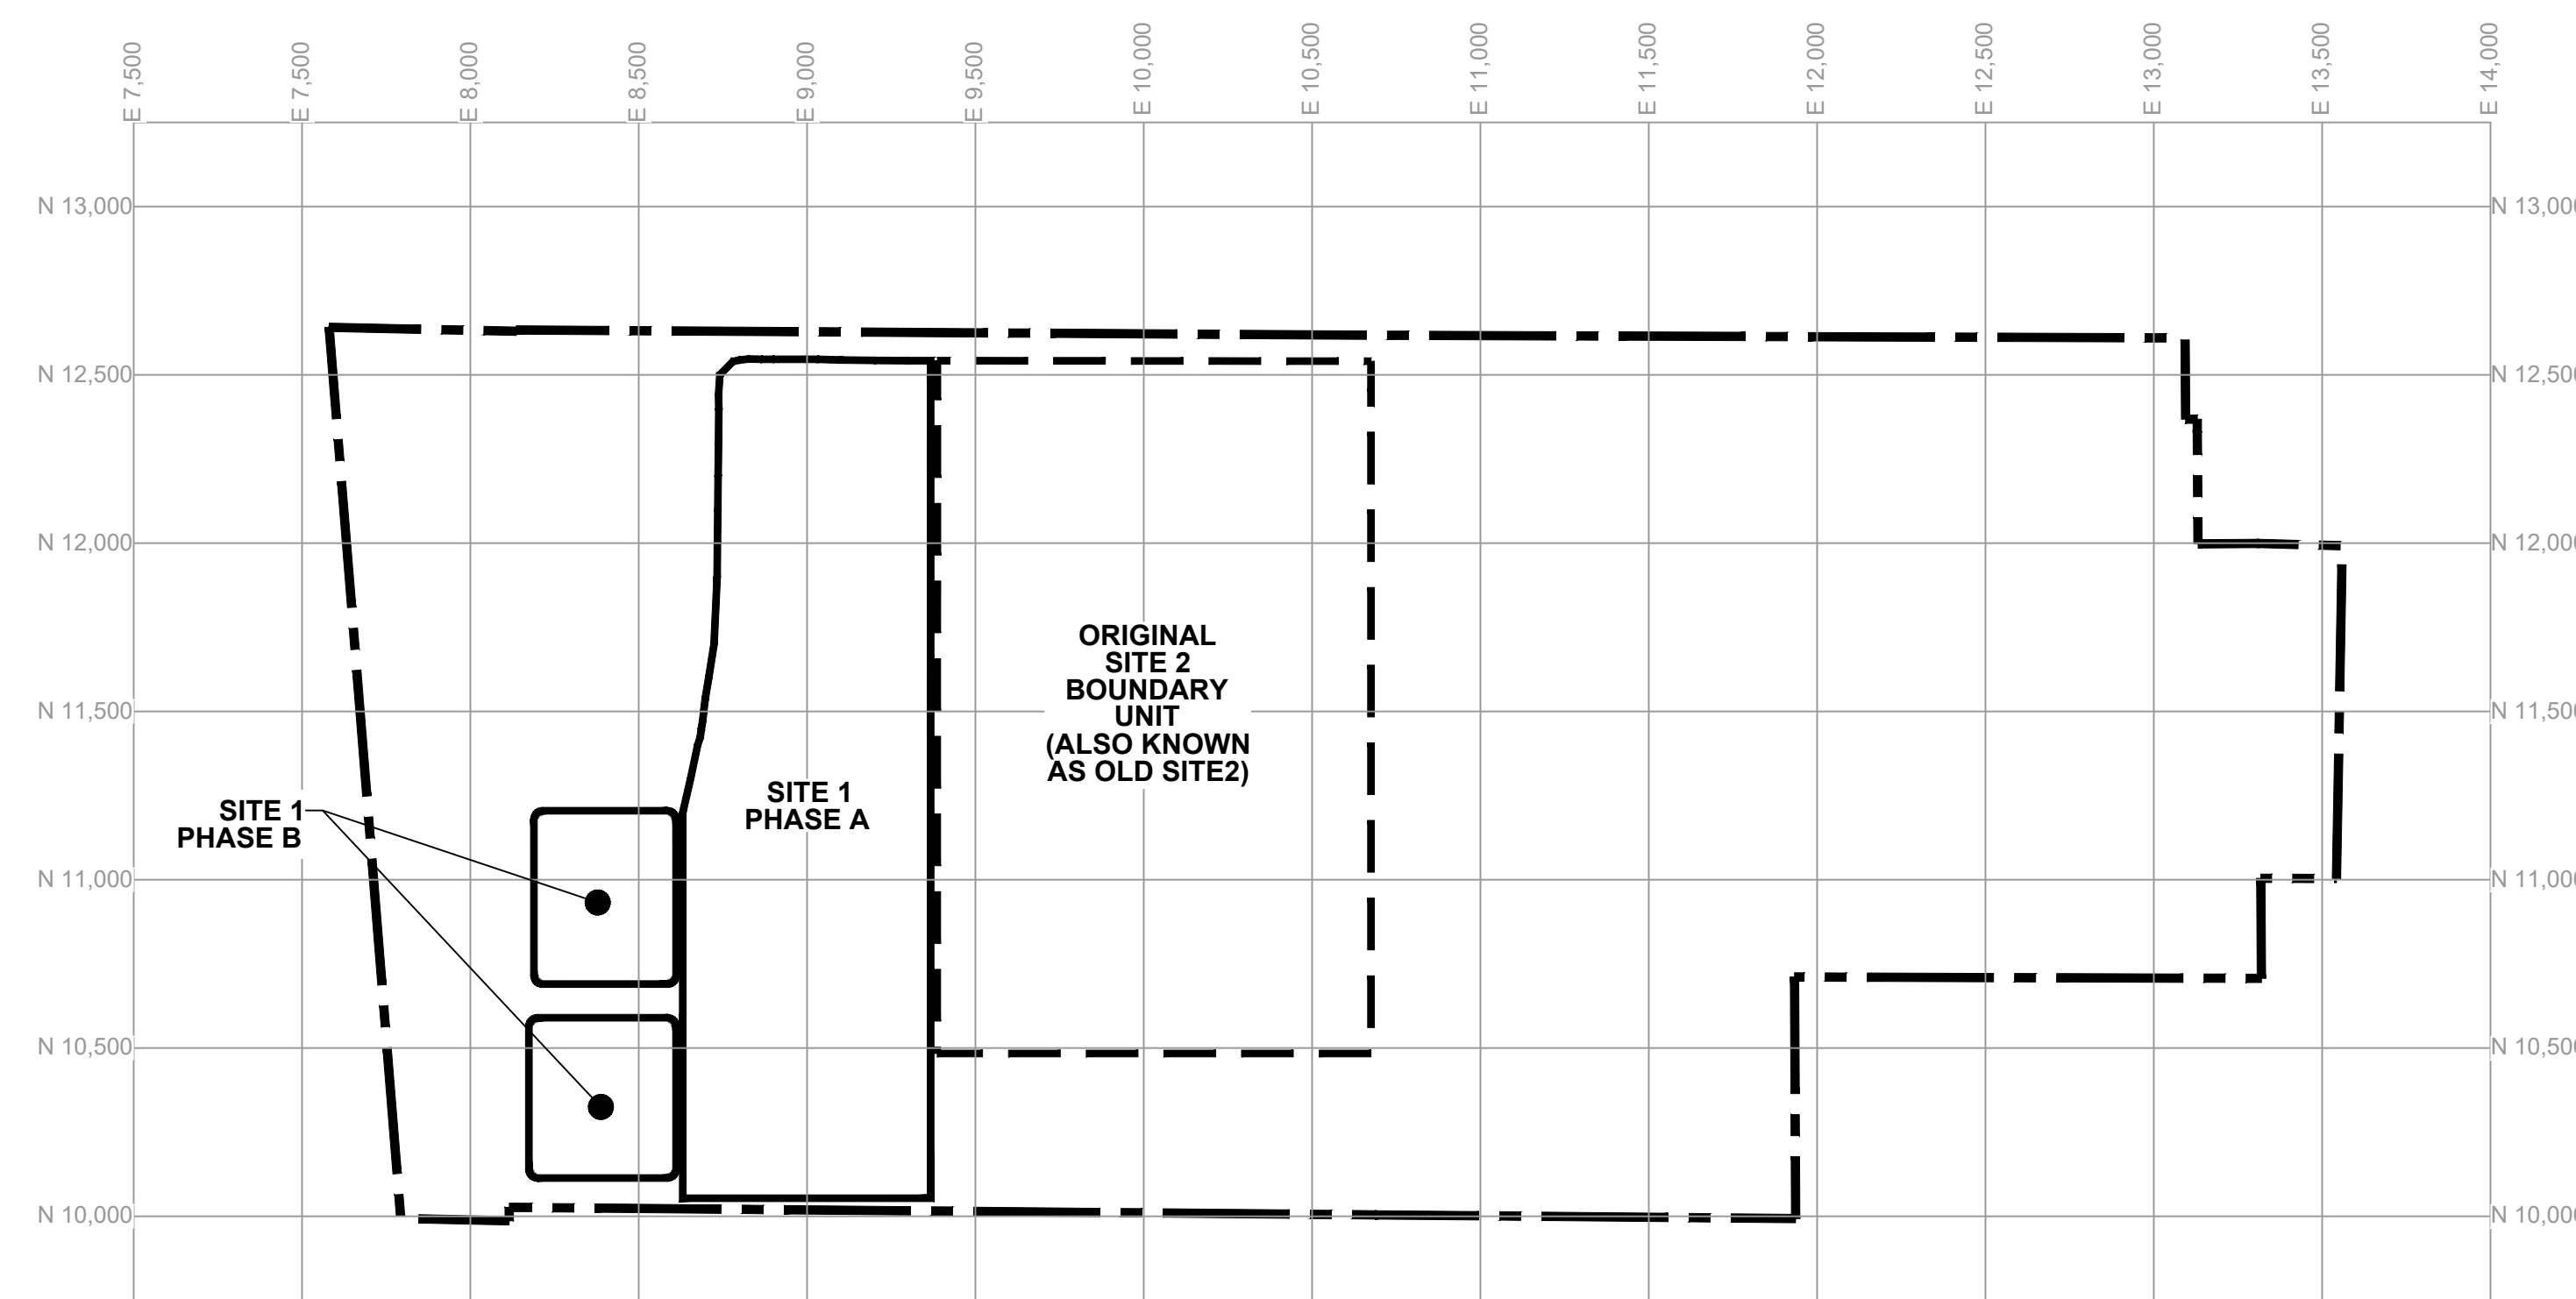 E 7,500
E 7,500
E 8,000
E 8,500
E 9,000
E 9,500
E 10,000
E 10,500
E 11,000
E 11,500
E 12,000
E 12,500
E 13,000
E 13,500
E 14,000
N 13,000
N 13,000
N 12,500
N 12,500
N 12,000
N 12,000
ORIGINAL
SITE 2
BOUNDARY
UNIT
(ALSO KNOWN
AS OLD SITE2)
N 11,500
N 11,500
SITE 1
PHASE A
SITE 1
PHASE B
N 11,000
N 11,000
N 10,500
N 10,500
N 10,000
N 10,000